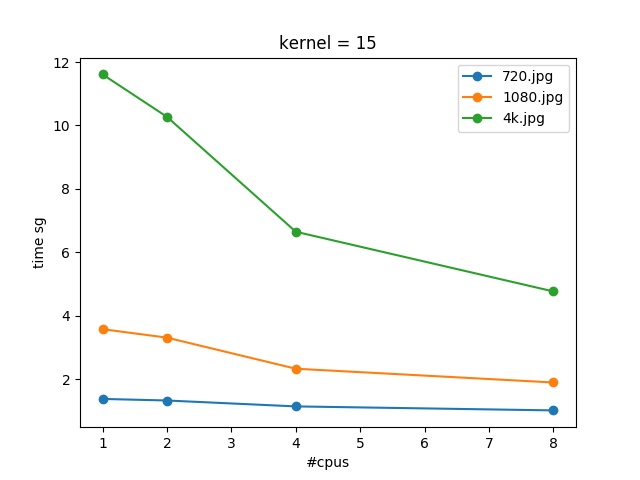 kernel = 15
720.jpg
1080.jpg
4k.jpg
12
10
8
6
4
2
time sg
1 2 3 4 5 6 7 8
#cpus